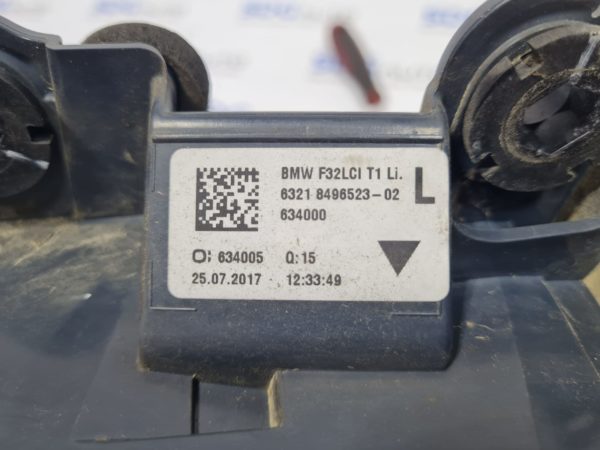 BMW F32LCI T1 Li.
6321 8496523-02 L
634000
O: 634005 Q: 15
25.07.2017 · 12:33:49